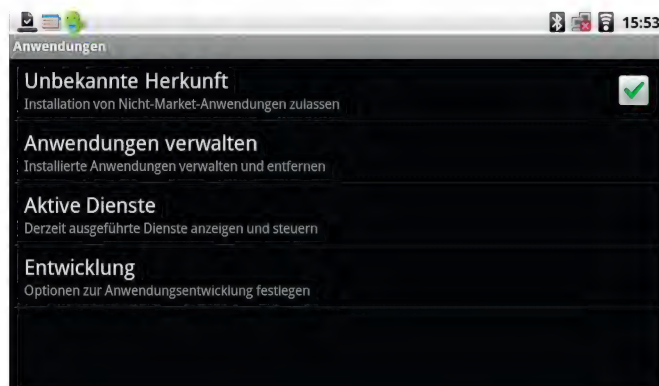 15:53
Anwendungen
Unbekannte Herkunft
Installation von Nicht-Market-Anwendungen zulassen
Anwendungen verwalten
Installierte Anwendungen verwalten und entfernen
Aktive Dienste
Derzeit ausgeführte Dienste anzeigen und steuern
Entwicklung
Optionen zur Anwendungsentwicklung festlegen